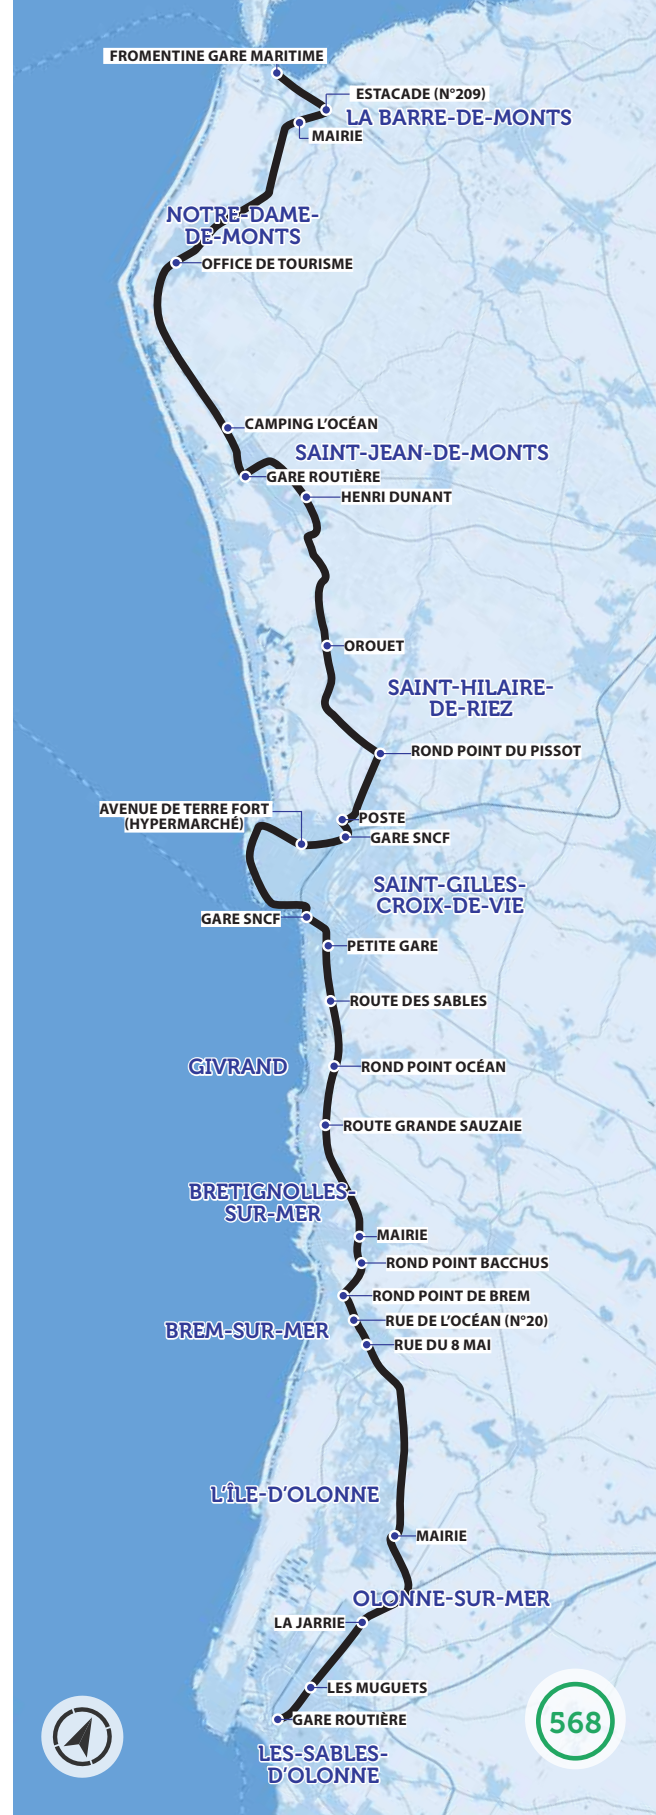 FROMENTINE GARE MARITIME
ESTACADE (N°209)
LA BARRE-DE-MONTS
MAIRIE
NOTRE-DAME-
DE-MONTS
OFFICE DE TOURISME
CAMPING L'OCÉAN
SAINT-JEAN-DE-MONTS
GARE ROUTIÈRE
HENRI DUNANT
OROUET
SAINT-HILAIRE-
DE-RIEZ
ROND POINT DU PISSOT
AVENUE DE TERRE FORT
(HYPERMARCHÉ)
POSTE
GARE SNCF
SAINT-GILLES-
CROIX-DE-VIE
GARE SNCF
PETITE GARE
ROUTE DES SABLES
GIVRAND
ROND POINT OCÉAN
ROUTE GRANDE SAUZAIE
BRETIGNOLLES-
SUR-MER
MAIRIE
ROND POINT BACCHUS
ROND POINT DE BREM
RUE DE L'OCÉAN (N°20)
BREM-SUR-MER
RUE DU 8 MAI
L'ÎLE-D'OLONNE
MAIRIE
OLONNE-SUR-MER
LA JARRIE
LES MUGUETS
GARE ROUTIÈRE
568
LES-SABLES-
D'OLONNE